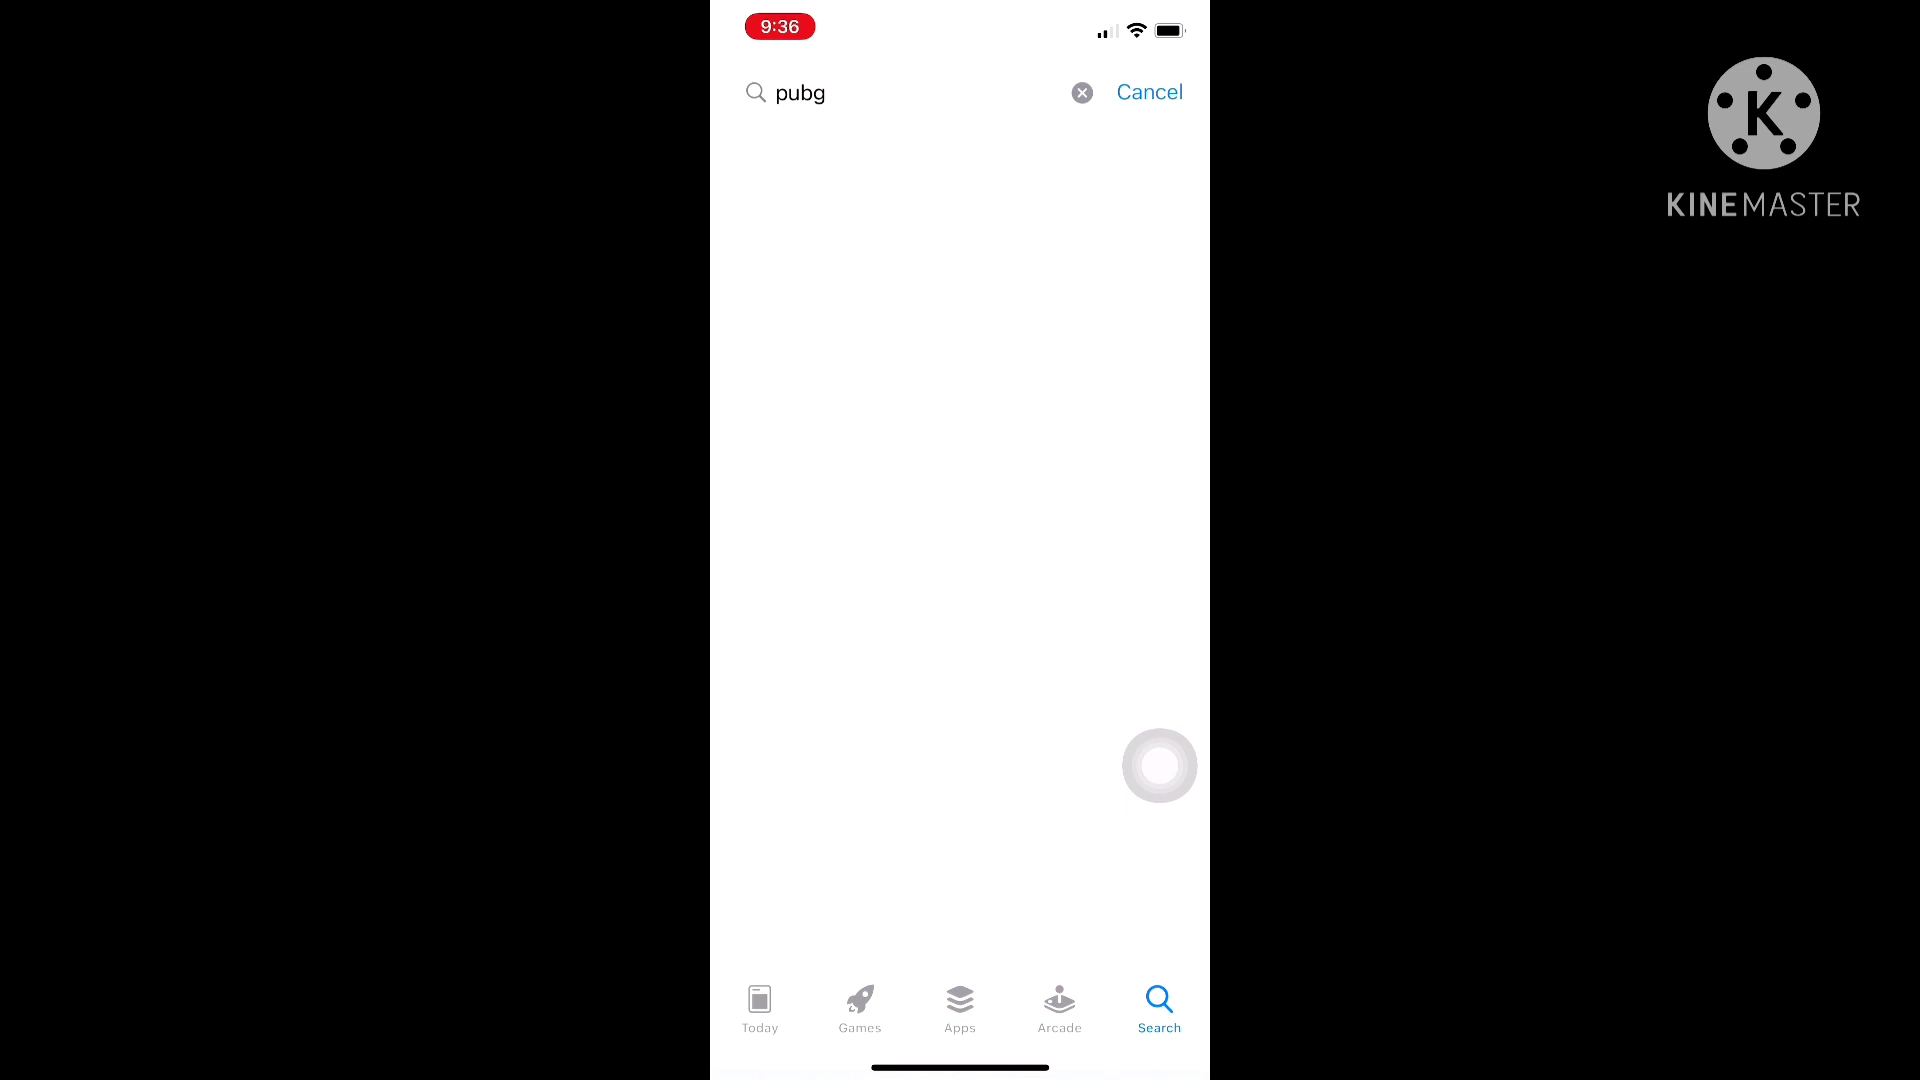 9:36
pubg
Cancel
K
KINEMASTER
Today
Games
Apps
Arcade
Search